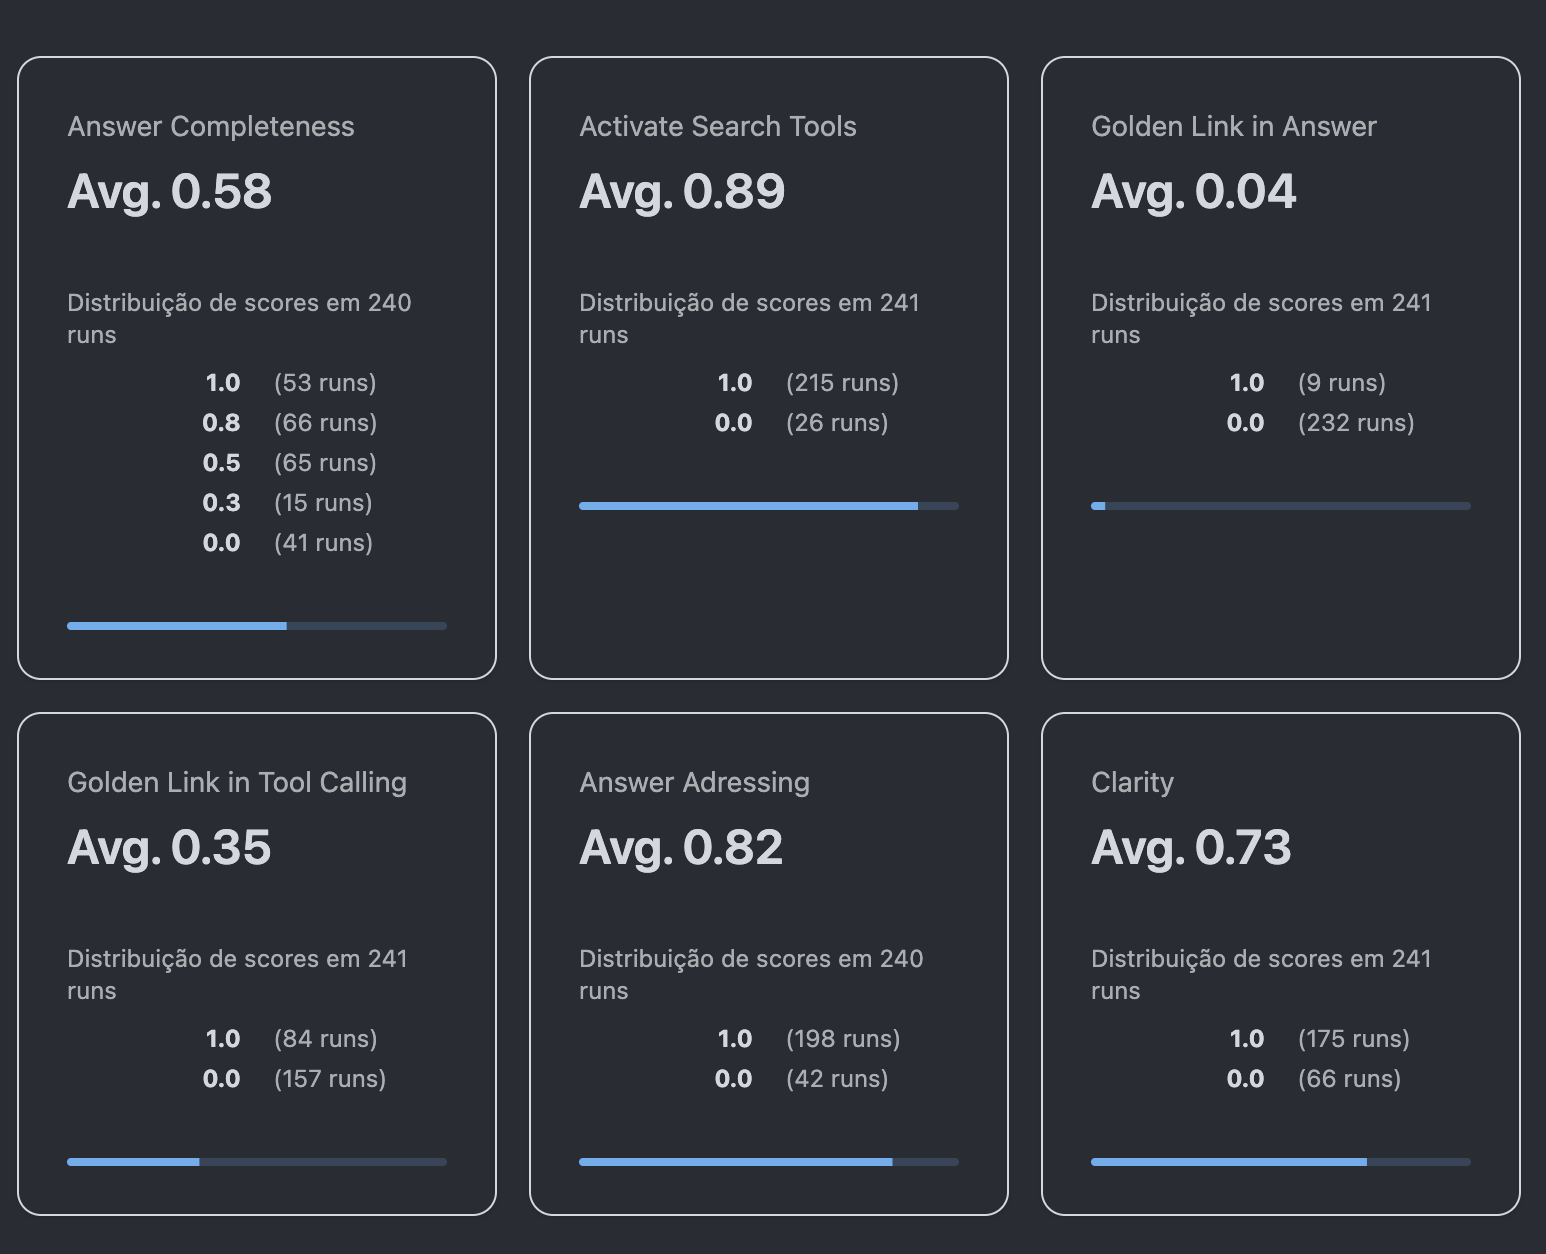 Answer Completeness
Avg. 0.58
Distribuição de scores em 240
runs
1.0 (53 runs)
0.8 (66 runs)
0.5 (65 runs)
0.3 (15 runs)
0.0 (41 runs)
Activate Search Tools
Avg. 0.89
Distribuição de scores em 241
runs
1.0 (215 runs)
0.0 (26 runs)
Golden Link in Answer
Avg. 0.04
Distribuição de scores em 241
runs
1.0 (9 runs)
0.0 (232 runs)
Golden Link in Tool Calling
Avg. 0.35
Distribuição de scores em 241
runs
1.0 (84 runs)
0.0 (157 runs)
Answer Adressing
Avg. 0.82
Distribuição de scores em 240
runs
1.0 (198 runs)
0.0 (42 runs)
Clarity
Avg. 0.73
Distribuição de scores em 241
runs
1.0 (175 runs)
0.0 (66 runs)